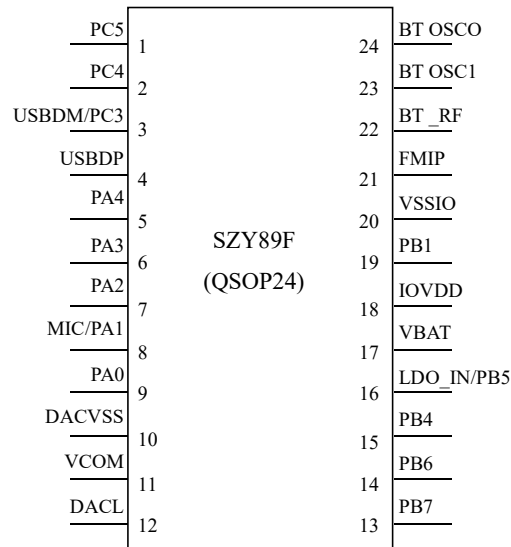 PC5 1 24 BT OSCO
PC4 2 23 BT OSC1
USBDM/PC3 3 22 BT _RF
USBDP 4 21 FMIP
PA4 5 20 VSSIO
PA3 6 SZY89F 19 PB1
PA2 7 (QSOP24) 18 IOVDD
MIC/PA1 8 17 VBAT
PA0 9 16 LDO_IN/PB5
DACVSS 10 15 PB4
VCOM 11 14 PB6
DACL 12 13 PB7